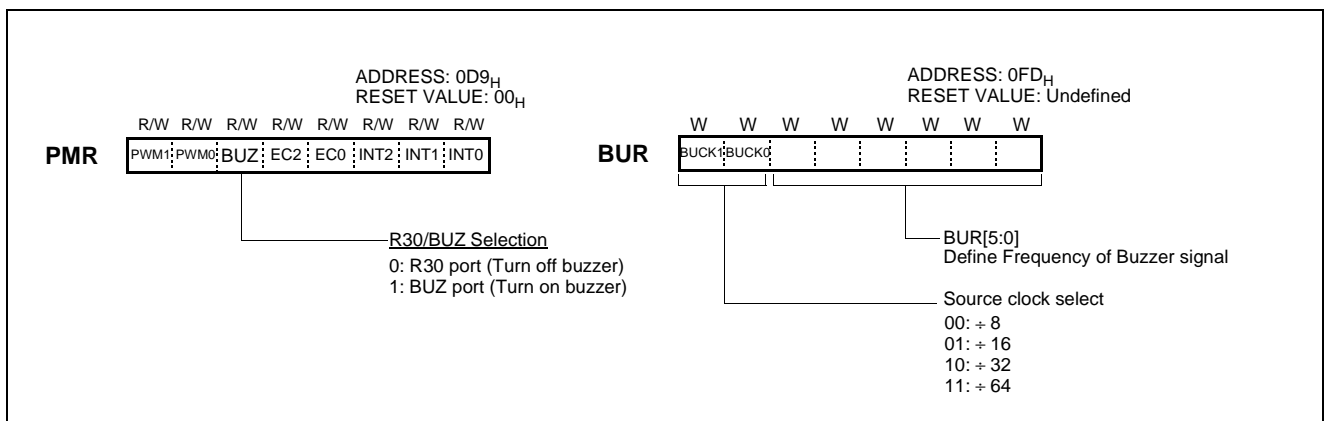 ADDRESS: 0D9H
RESET VALUE: 00H
R/W R/W R/W R/W R/W R/W R/W R/W
PMR PWM1 PWM0 BUZ EC2 EC0 INT2 INT1 INT0
R30/BUZ Selection
0: R30 port (Turn off buzzer)
1: BUZ port (Turn on buzzer)
ADDRESS: 0FDH
RESET VALUE: Undefined
W W W W W W W W
BUR BUCK1 BUCK0
BUR[5:0]
Define Frequency of Buzzer signal
Source clock select
00: ÷ 8
01: ÷ 16
10: ÷ 32
11: ÷ 64